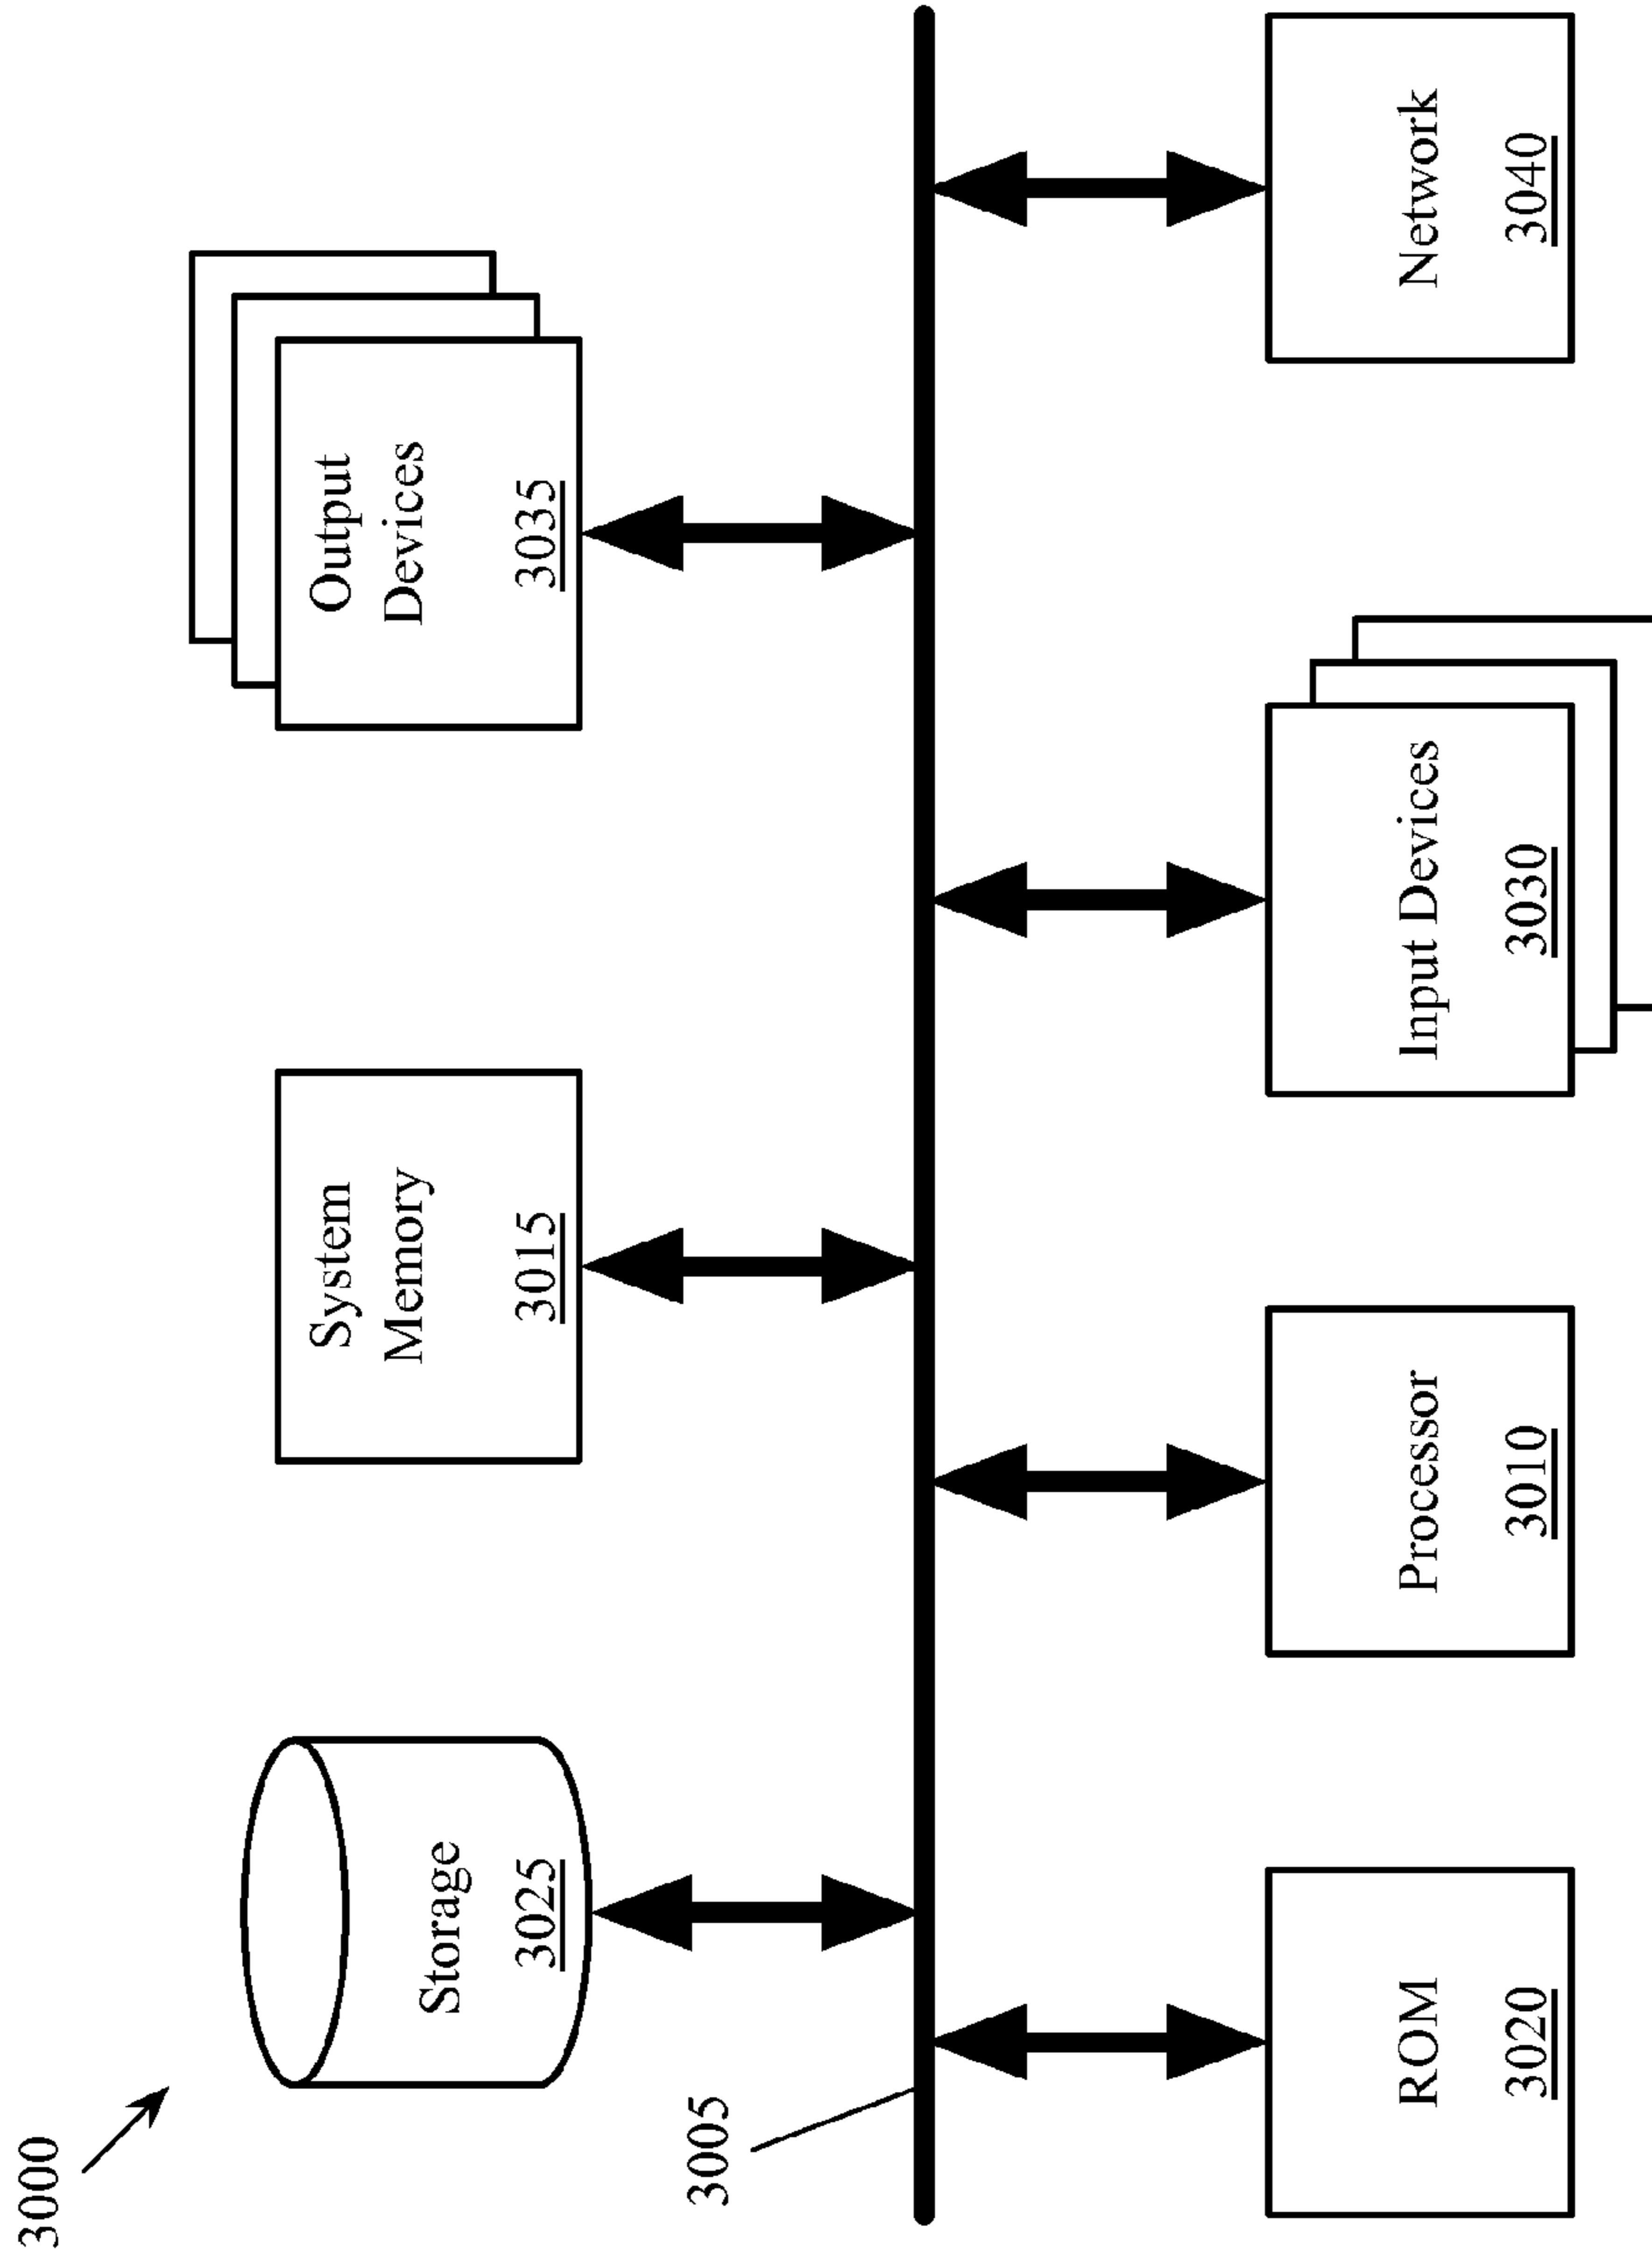 3000
Storage
3025
System
Memory
3015
Output
Devices
3035
3005
ROM
3020
Processor
3010
Input Devices
3030
Network
3040